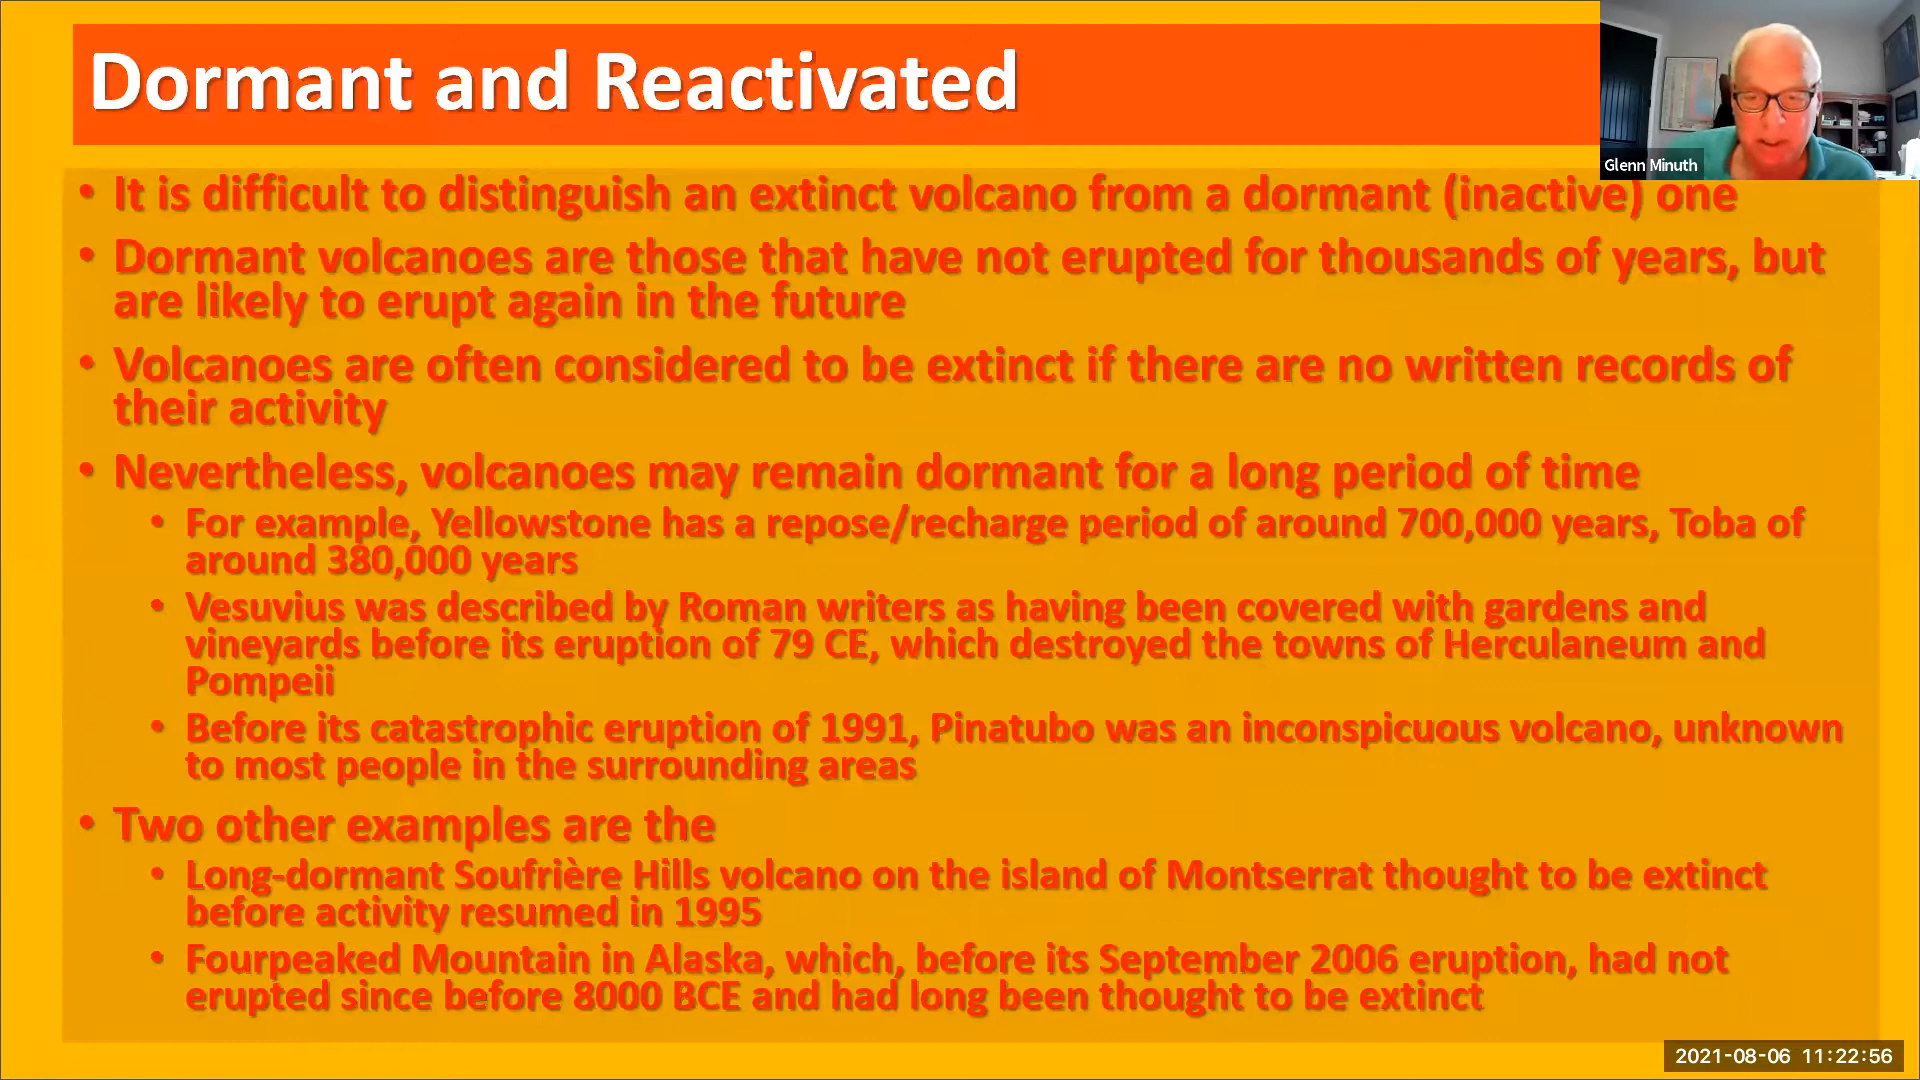 Dormant and Reactivated
Glenn Minuth
• It is difficult to distinguish an extinct volcano from a dormant (inactive) one
• Dormant volcanoes are those that have not erupted for thousands of years, but
are likely to erupt again in the future
• Volcanoes are often considered to be extinct if there are no written records of
their activity
• Nevertheless, volcanoes may remain dormant for a long period of time
• For example, Yellowstone has a repose/recharge period of around 700,000 years, Toba of
around 380,000 years
• Vesuvius was described by Roman writers as having been covered with gardens and
vineyards before its eruption of 79 CE, which destroyed the towns of Herculaneum and
Pompeii
• Before its catastrophic eruption of 1991, Pinatubo was an inconspicuous volcano, unknown
to most people in the surrounding areas
• Two other examples are the
• Long-dormant Soufrière Hills volcano on the island of Montserrat thought to be extinct
before activity resumed in 1995
• Fourpeaked Mountain in Alaska, which, before its September 2006 eruption, had not
erupted since before 8000 BCE and had long been thought to be extinct
2021-08-06 11:22:56